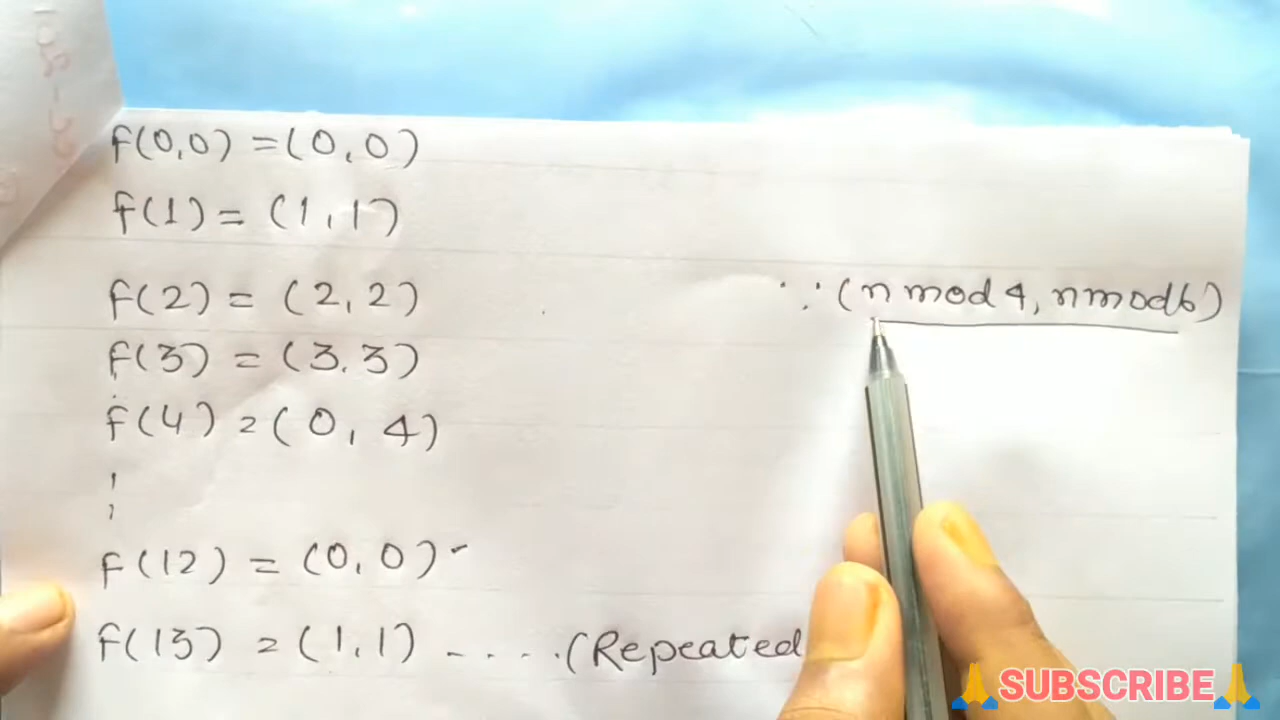 f(0,0) = (0,0)
f(1) = (1,1)
f(2) = (2,2)
∵ (n mod 4, n mod 6)
f(3) = (3.3)
f(4) = (0, 4)
f(12) = (0,0)
f(13) = (1,1) - - - - .(Repeated
🙏SUBSCRIBE🙏